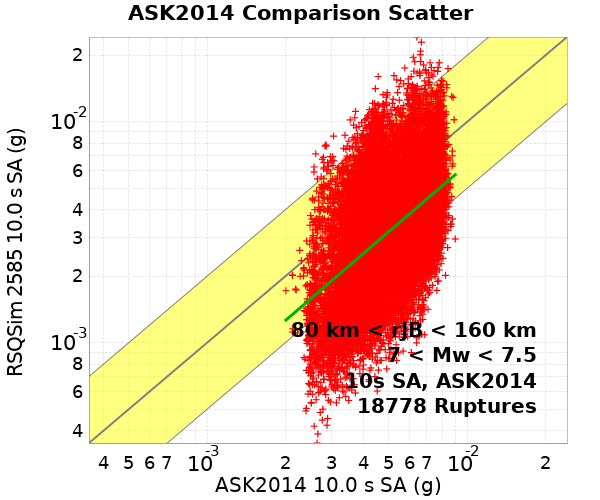 ASK2014 Comparison Scatter
RSQSim 2585 10.0 s SA (g)
2
10⁻²
8
6
4
3
2
10⁻³
8
6
4
80 km < rJB < 160 km
7 < Mw < 7.5
10s SA, ASK2014
18778 Ruptures
4 5 6 7 10⁻³ 2 3 4 5 6 7 10⁻² 2
ASK2014 10.0 s SA (g)